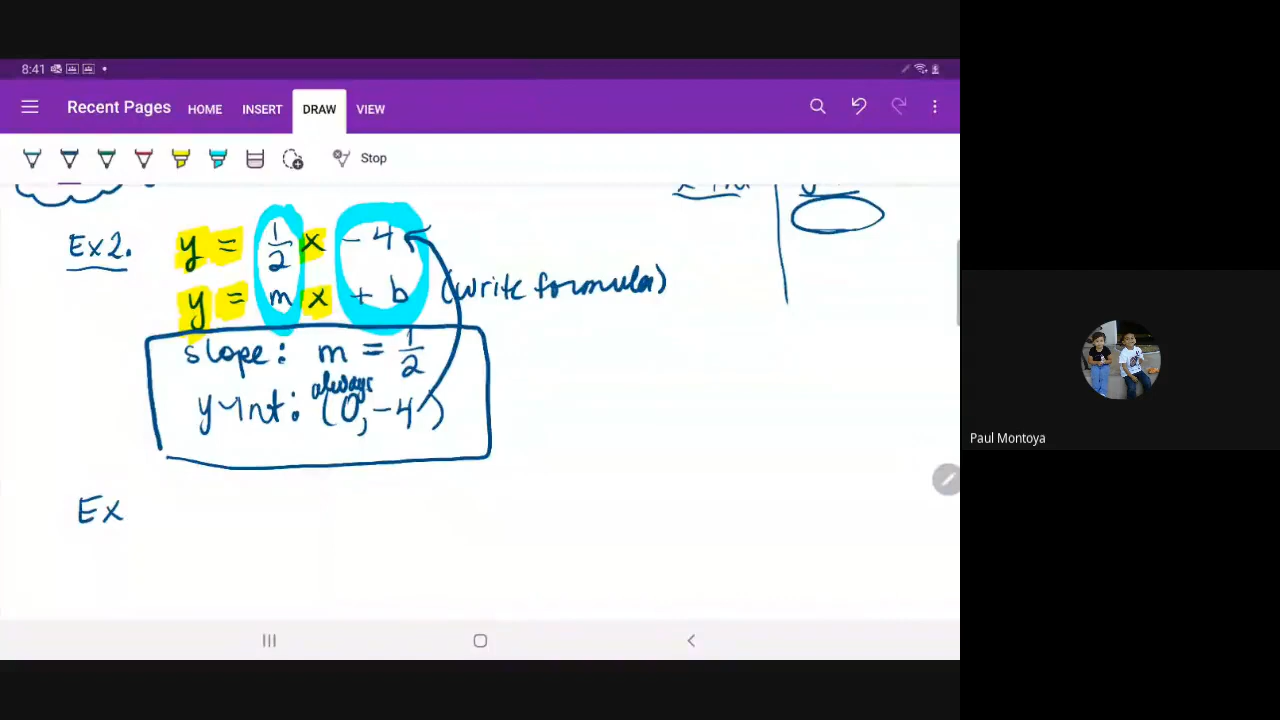 8:41
Recent Pages HOME INSERT DRAW VIEW
Stop
Ex2. y = 1/2 x - 4
y = m x + b (write formula)
slope: m = 1/2
always
y-int: (0, -4)
Ex
Paul Montoya